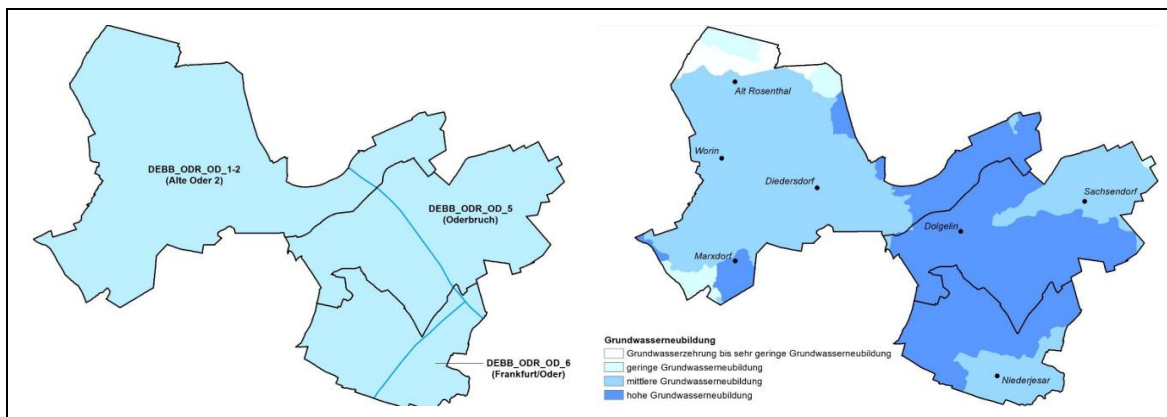 DEBB_ODR_OD_1-2
(Alte Oder 2)
DEBB_ODR_OD_5
(Oderbruch)
DEBB_ODR_OD_6
(Frankfurt/Oder)
Alt Rosenthal
Worin
Diedersdorf
Sachsendorf
Dolgelin
Marxdorf
Niederjesar
Grundwasserneubildung
Grundwasserzehrung bis sehr geringe Grundwasserneubildung
geringe Grundwasserneubildung
mittlere Grundwasserneubildung
hohe Grundwasserneubildung